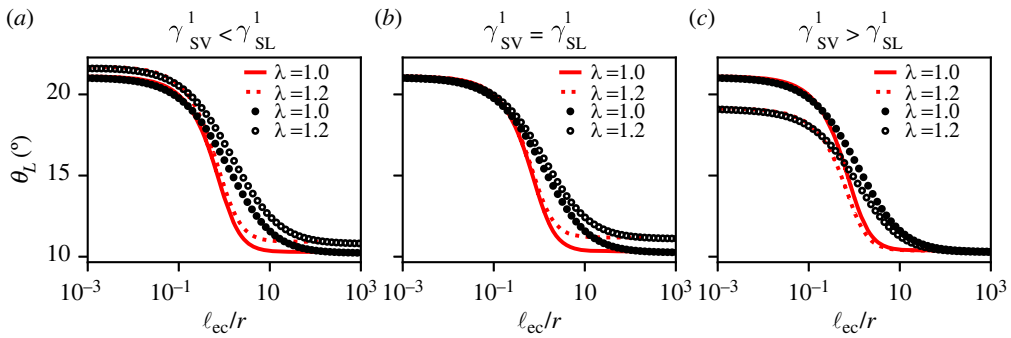 (a) γ¹SV < γ¹SL
(b) γ¹SV = γ¹SL
(c) γ¹SV > γ¹SL
θL (°)
20
15
10
λ = 1.0
λ = 1.2
λ = 1.0
λ = 1.2
λ = 1.0
λ = 1.2
λ = 1.0
λ = 1.2
λ = 1.0
λ = 1.2
λ = 1.0
λ = 1.2
10⁻³ 10⁻¹ 10 10³
10⁻³ 10⁻¹ 10 10³
10⁻³ 10⁻¹ 10 10³
ℓec/r
ℓec/r
ℓec/r